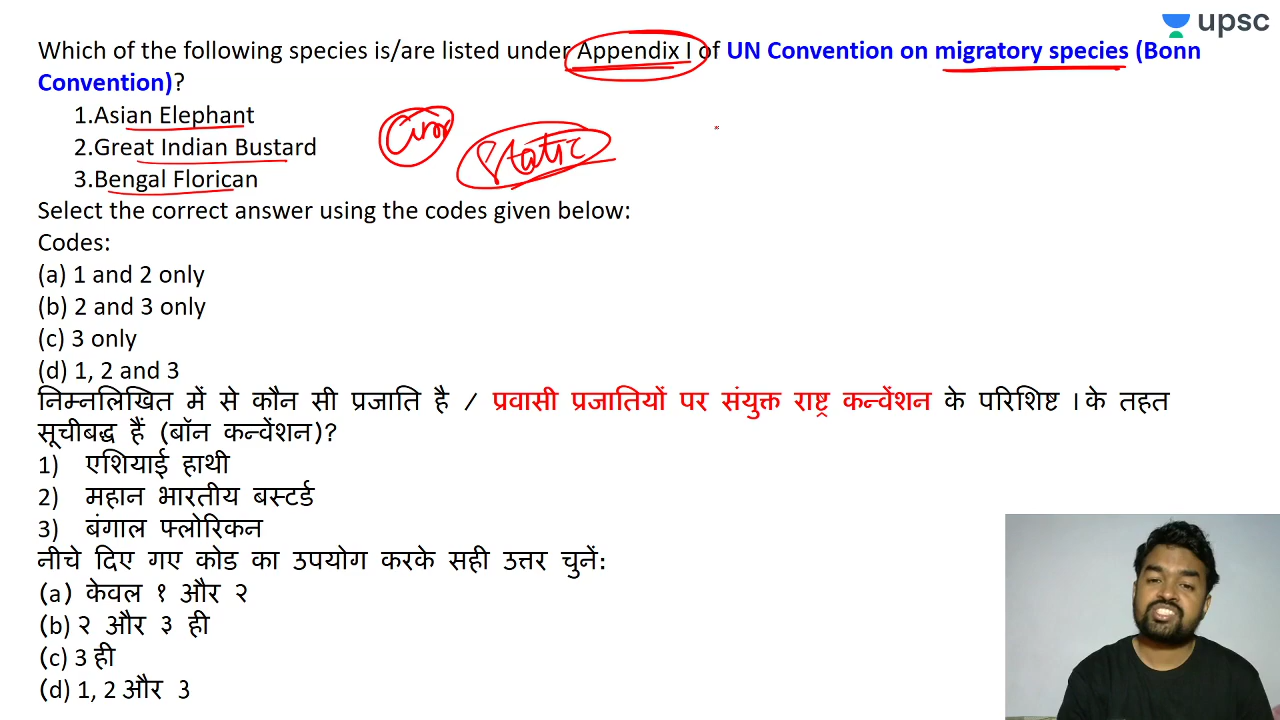 upsc
Which of the following species is/are listed under Appendix I of UN Convention on migratory species (Bonn
Convention)?
1.Asian Elephant
2.Great Indian Bustard
3.Bengal Florican
Static
Select the correct answer using the codes given below:
Codes:
(a) 1 and 2 only
(b) 2 and 3 only
(c) 3 only
(d) 1, 2 and 3
निम्नलिखित में से कौन सी प्रजाति है / प्रवासी प्रजातियों पर संयुक्त राष्ट्र कन्वेंशन के परिशिष्ट । के तहत
सूचीबद्ध हैं (बॉन कन्वेंशन)?
1) एशियाई हाथी
2) महान भारतीय बस्टर्ड
3) बंगाल फ्लोरिकन
नीचे दिए गए कोड का उपयोग करके सही उत्तर चुनें:
(a) केवल १ और २
(b) २ और ३ ही
(c) 3 ही
(d) 1, 2 और 3